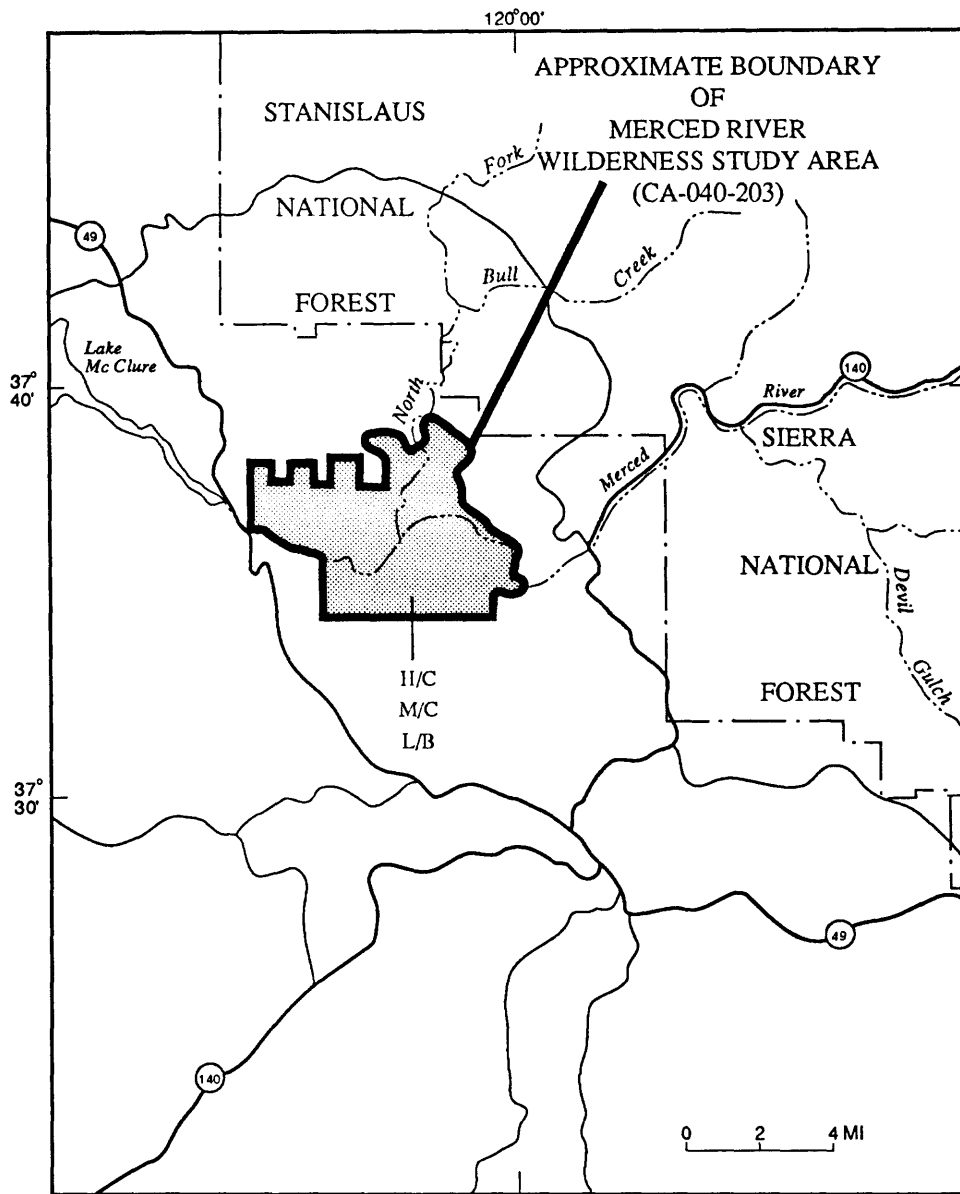 120°00'
APPROXIMATE BOUNDARY
OF
MERCED RIVER
WILDERNESS STUDY AREA
(CA-040-203)
STANISLAUS
NATIONAL
FOREST
Fork
Bull
Creek
49
Lake
Mc Clure
37°
40'
North
140
River
Merced
SIERRA
NATIONAL
FOREST
Devil
Gulch
H/C
M/C
L/B
37°
30'
49
140
0 2 4 MI